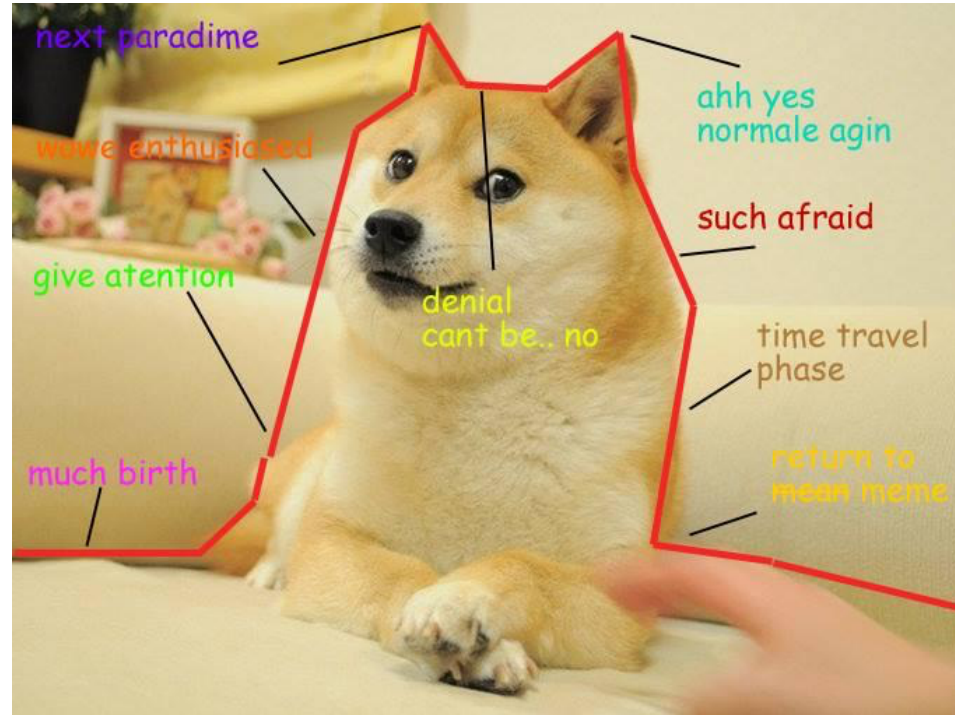 next paradime
ahh yes
normale agin
wowe enthusiased
such afraid
give atention
denial
cant be.. no
time travel
phase
much birth
return to
mean meme